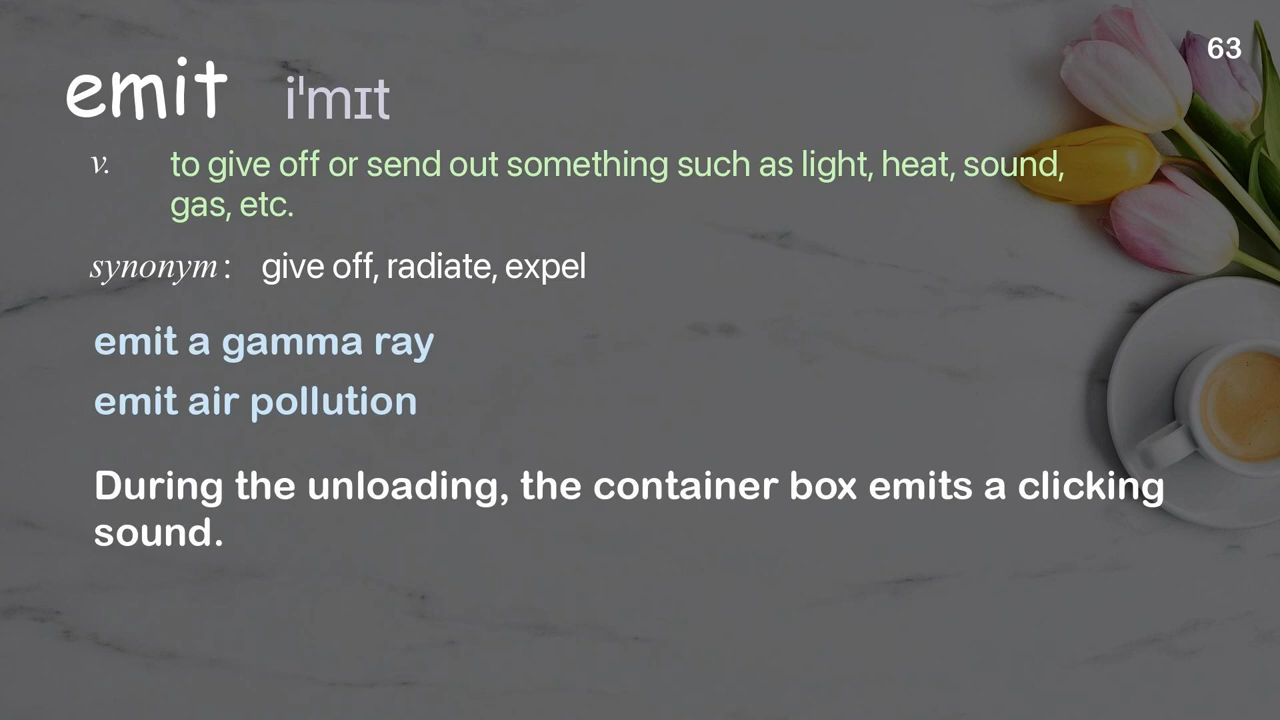 63
emit iˈmɪt
v. to give off or send out something such as light, heat, sound,
gas, etc.
synonym : give off, radiate, expel
emit a gamma ray
emit air pollution
During the unloading, the container box emits a clicking
sound.